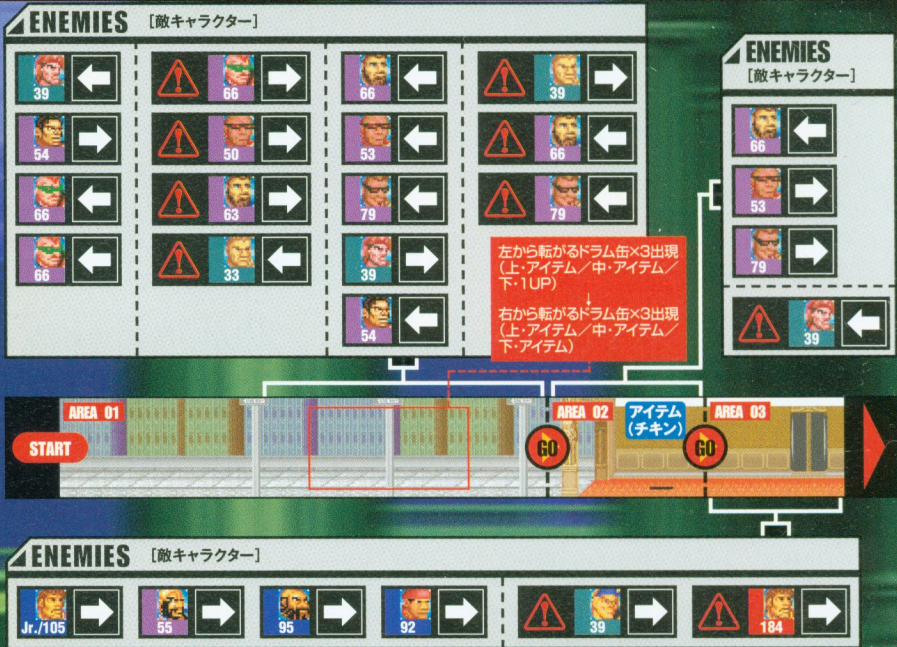 ENEMIES [敵キャラクター]
39 66 66 39
54 50 53 66
66 63 79 79
66 33 39
54
ENEMIES
[敵キャラクター]
66
53
79
39
左から転がるドラム缶×3出現
(上・アイテム/中・アイテム/
下・1UP)
↓
右から転がるドラム缶×3出現
(上・アイテム/中・アイテム/
下・アイテム)
AREA 01
START
GO
AREA 02
アイテム
(チキン)
GO
AREA 03
ENEMIES [敵キャラクター]
Jr./105 55 95 92 39 184